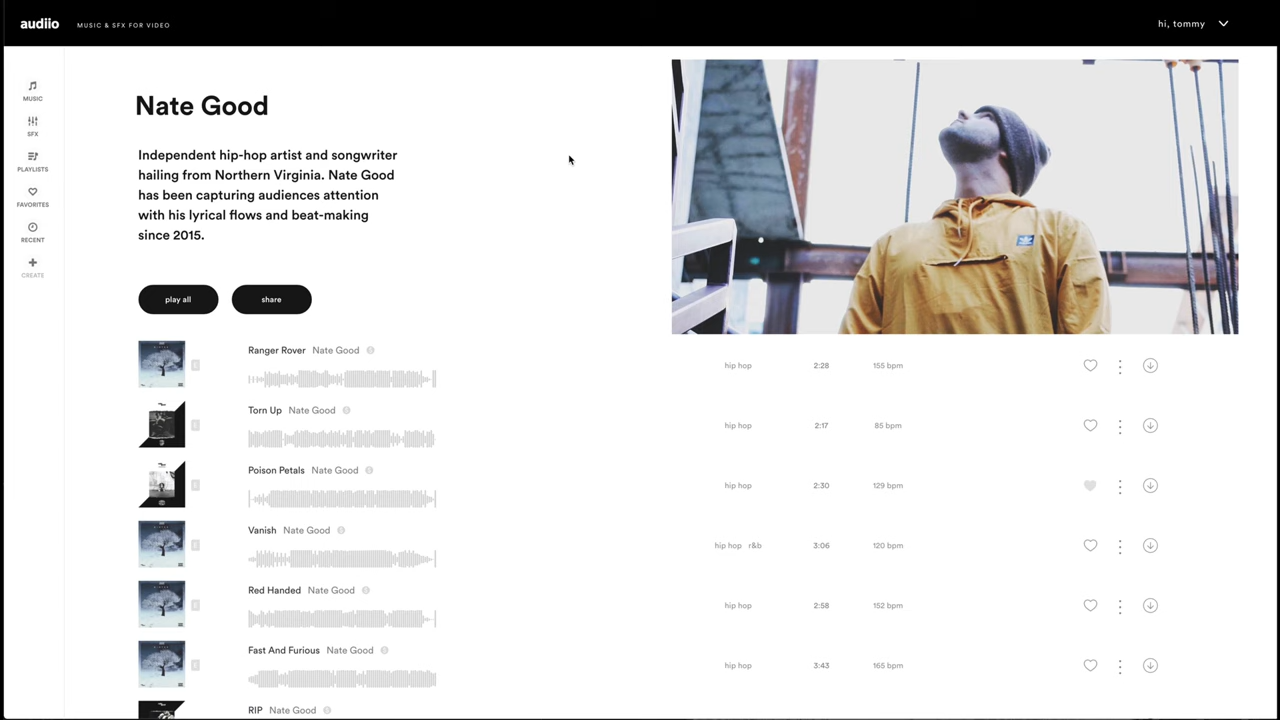 audiio MUSIC & SFX FOR VIDEO hi, tommy
MUSIC
SFX
PLAYLISTS
FAVORITES
RECENT
CREATE
Nate Good
Independent hip-hop artist and songwriter
hailing from Northern Virginia. Nate Good
has been capturing audiences attention
with his lyrical flows and beat-making
since 2015.
play all share
Ranger Rover Nate Good hip hop 2:28 155 bpm
Torn Up Nate Good hip hop 2:17 85 bpm
Poison Petals Nate Good hip hop 2:30 129 bpm
Vanish Nate Good hip hop r&b 3:06 120 bpm
Red Handed Nate Good hip hop 2:58 152 bpm
Fast And Furious Nate Good hip hop 3:43 165 bpm
RIP Nate Good